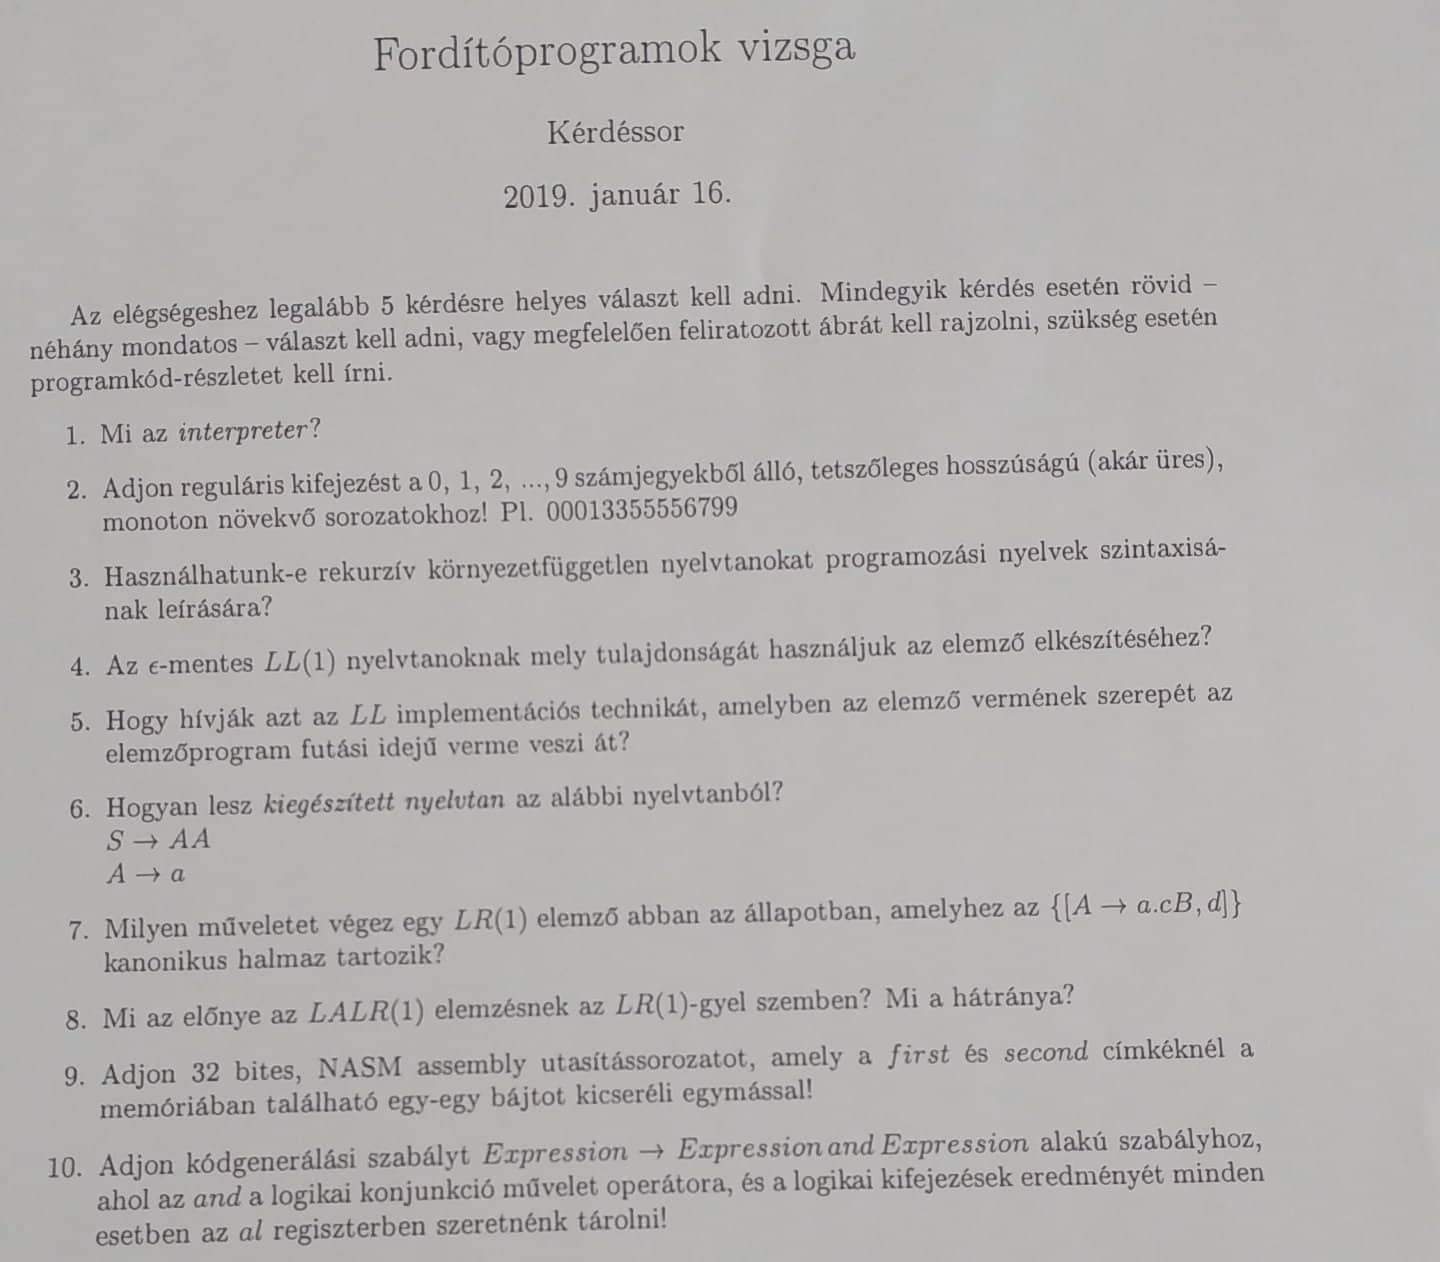 Fordítóprogramok vizsga
Kérdéssor
2019. január 16.
Az elégségeshez legalább 5 kérdésre helyes választ kell adni. Mindegyik kérdés esetén rövid –
néhány mondatos – választ kell adni, vagy megfelelően feliratozott ábrát kell rajzolni, szükség esetén
programkód-részletet kell írni.
1. Mi az interpreter?
2. Adjon reguláris kifejezést a 0, 1, 2, ..., 9 számjegyekből álló, tetszőleges hosszúságú (akár üres),
monoton növekvő sorozatokhoz! Pl. 00013355556799
3. Használhatunk-e rekurzív környezetfüggetlen nyelvtanokat programozási nyelvek szintaxisá-
nak leírására?
4. Az ϵ-mentes LL(1) nyelvtanoknak mely tulajdonságát használjuk az elemző elkészítéséhez?
5. Hogy hívják azt az LL implementációs technikát, amelyben az elemző vermének szerepét az
elemzőprogram futási idejű verme veszi át?
6. Hogyan lesz kiegészített nyelvtan az alábbi nyelvtanból?
S → AA
A → a
7. Milyen műveletet végez egy LR(1) elemző abban az állapotban, amelyhez az {[A → a.cB, d]}
kanonikus halmaz tartozik?
8. Mi az előnye az LALR(1) elemzésnek az LR(1)-gyel szemben? Mi a hátránya?
9. Adjon 32 bites, NASM assembly utasítássorozatot, amely a first és second címkéknél a
memóriában található egy-egy bájtot kicseréli egymással!
10. Adjon kódgenerálási szabályt Expression → Expression and Expression alakú szabályhoz,
ahol az and a logikai konjunkció művelet operátora, és a logikai kifejezések eredményét minden
esetben az al regiszterben szeretnénk tárolni!